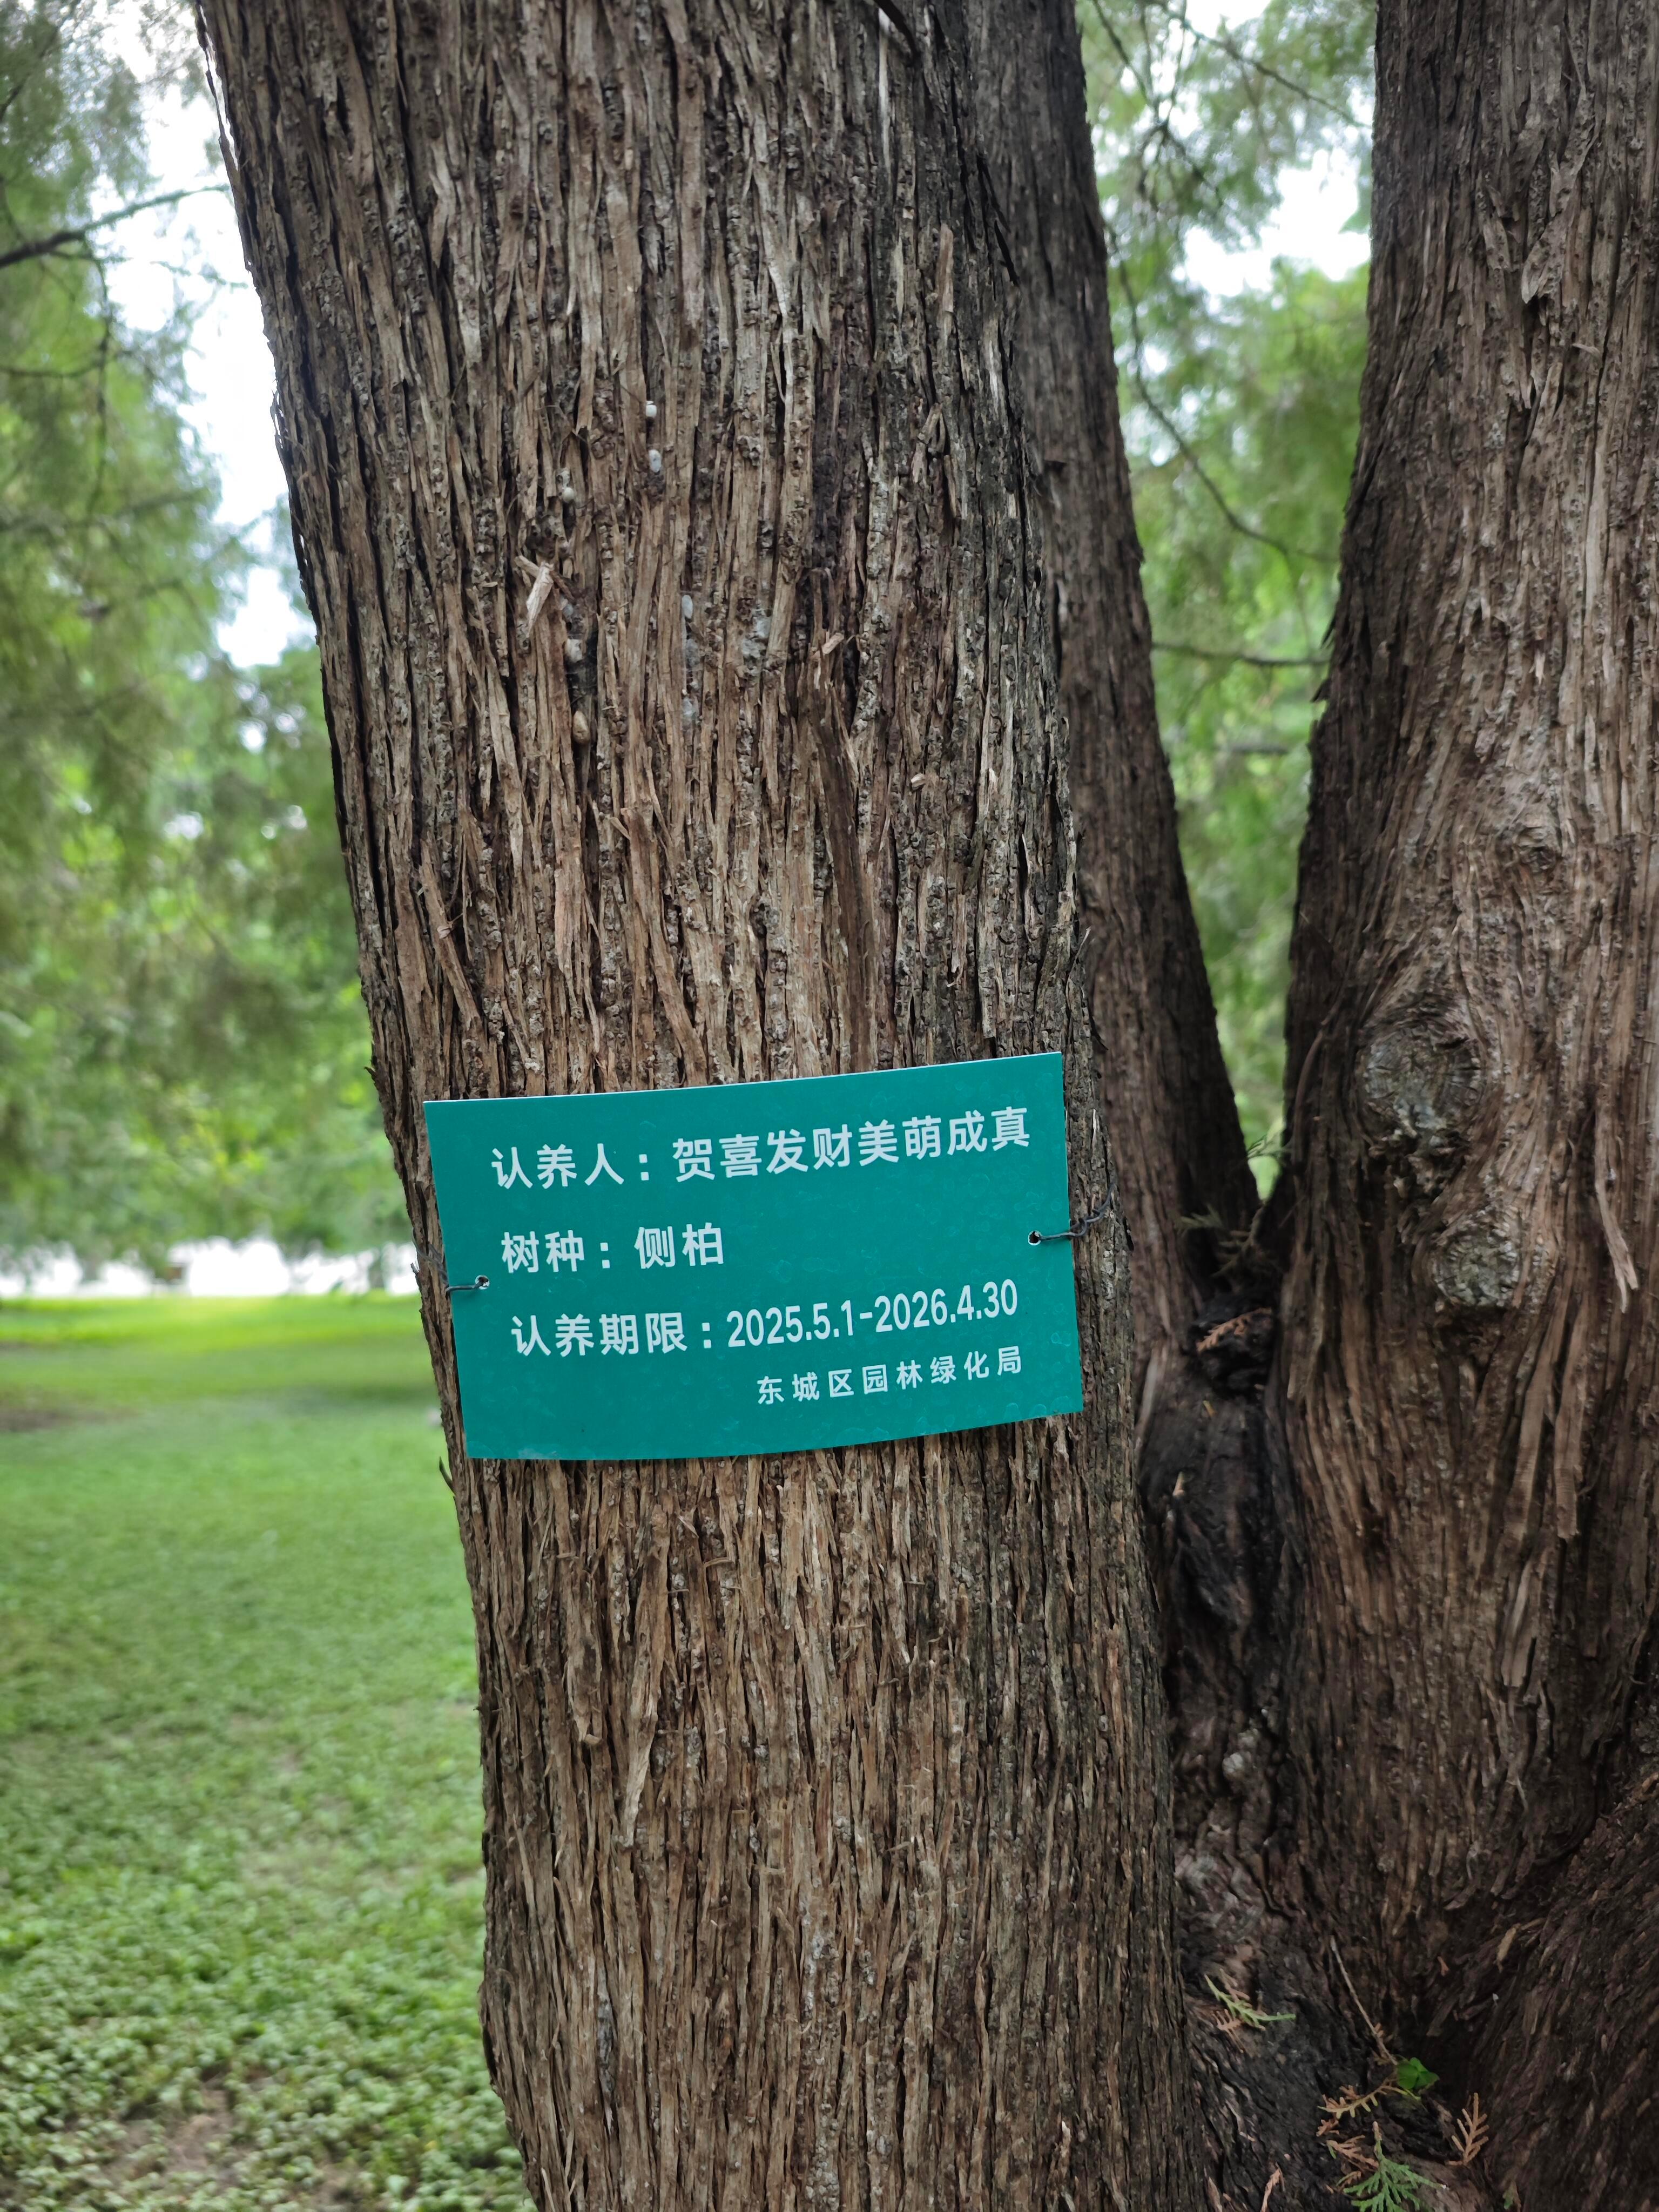 认养人：贺喜发财美萌成真
树种：侧柏
认养期限：2025.5.1-2026.4.30
东城区园林绿化局